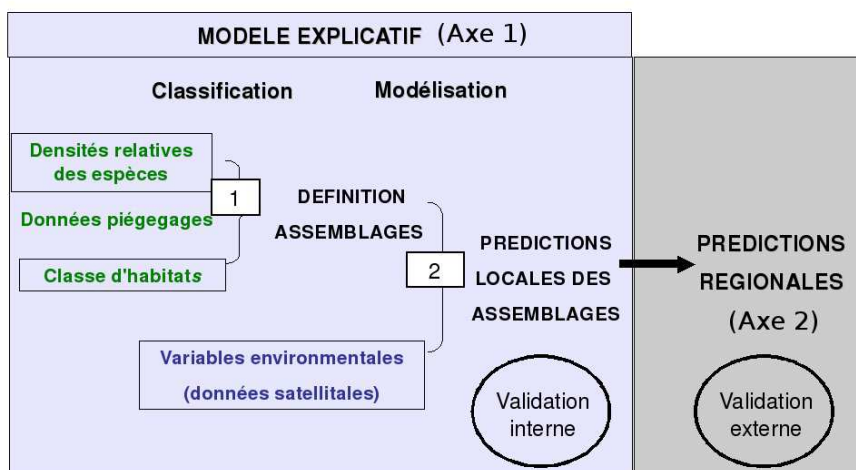 MODELE EXPLICATIF (Axe 1)
Classification
Modélisation
Densités relatives
des espèces
1
Données piégegages
Classe d'habitats
DEFINITION
ASSEMBLAGES
2
Variables environmentales
(données satellitales)
PREDICTIONS
LOCALES DES
ASSEMBLAGES
Validation
interne
PREDICTIONS
REGIONALES
(Axe 2)
Validation
externe